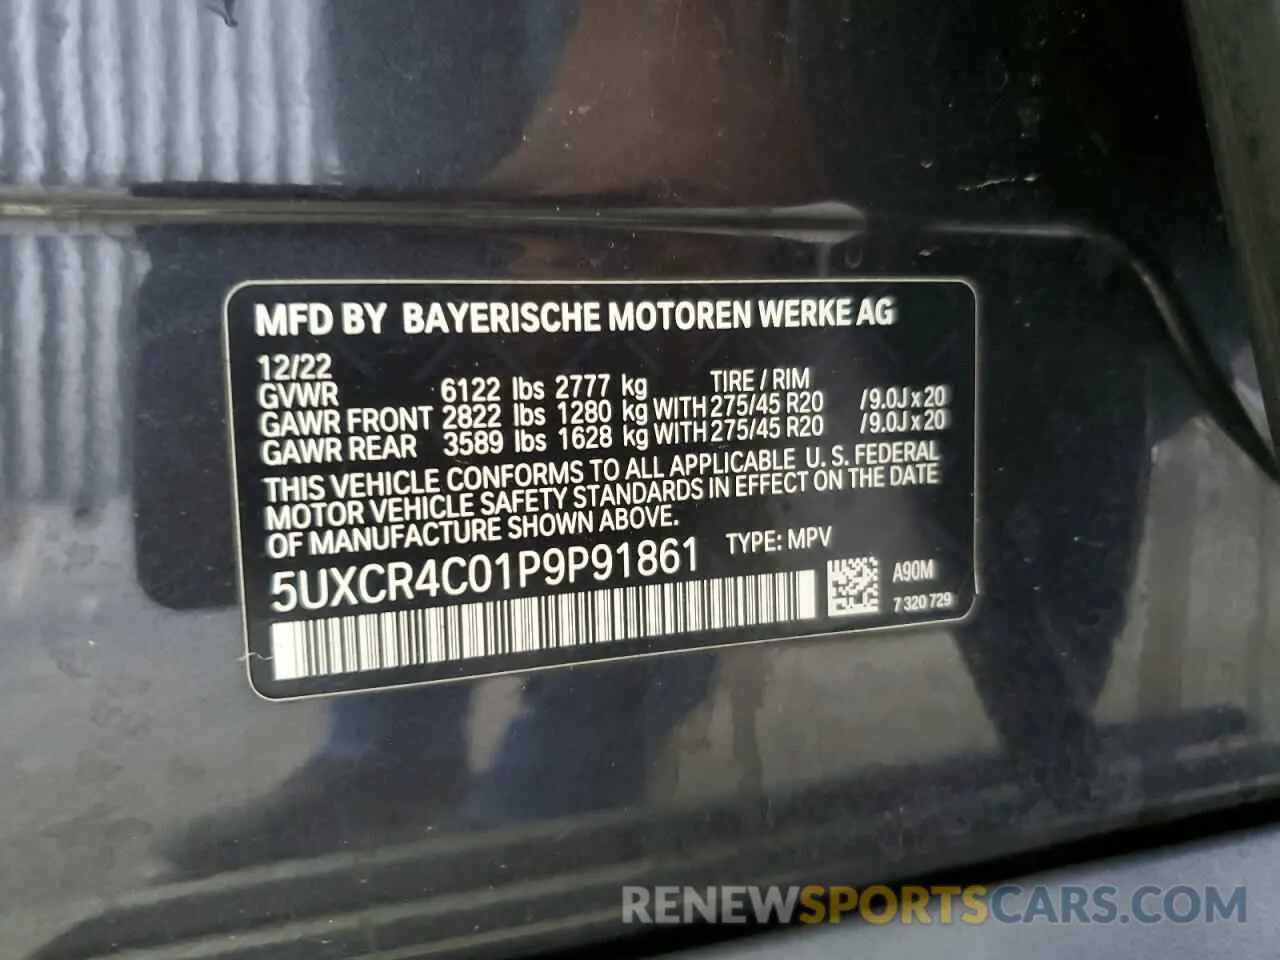 MFD BY BAYERISCHE MOTOREN WERKE AG
12/22
GVWR 6122 lbs 2777 kg TIRE / RIM
GAWR FRONT 2822 lbs 1280 kg WITH 275/45 R20 /9.0J x 20
GAWR REAR 3589 lbs 1628 kg WITH 275/45 R20 /9.0J x 20
THIS VEHICLE CONFORMS TO ALL APPLICABLE U. S. FEDERAL
MOTOR VEHICLE SAFETY STANDARDS IN EFFECT ON THE DATE
OF MANUFACTURE SHOWN ABOVE.
5UXCR4C01P9P91861 TYPE: MPV
A90M
7 320 729
RENEWSPORTSCARS.COM